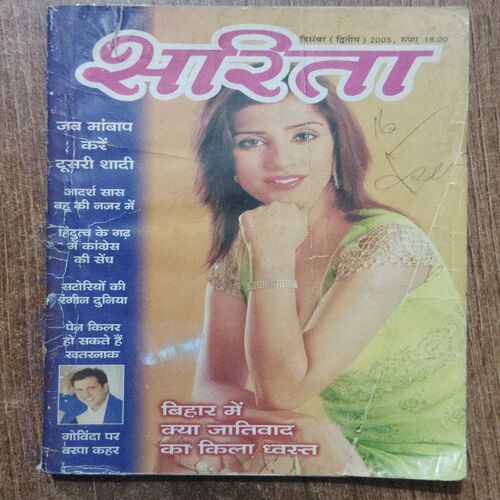 दिसंबर (द्वितीय) 2005, रुपए 18.00
सरिता
जब मांबाप
करें
दूसरी शादी
आदर्श सास
बहू की नजर में
हिंदुत्व के गढ़
में कांग्रेस
की सेंध
सटोरियों की
रंगीन दुनिया
पेन किलर
हो सकते हैं
खतरनाक
गोविंदा पर
बरपा कहर
बिहार में
क्या जातिवाद
का किला ध्वस्त
16